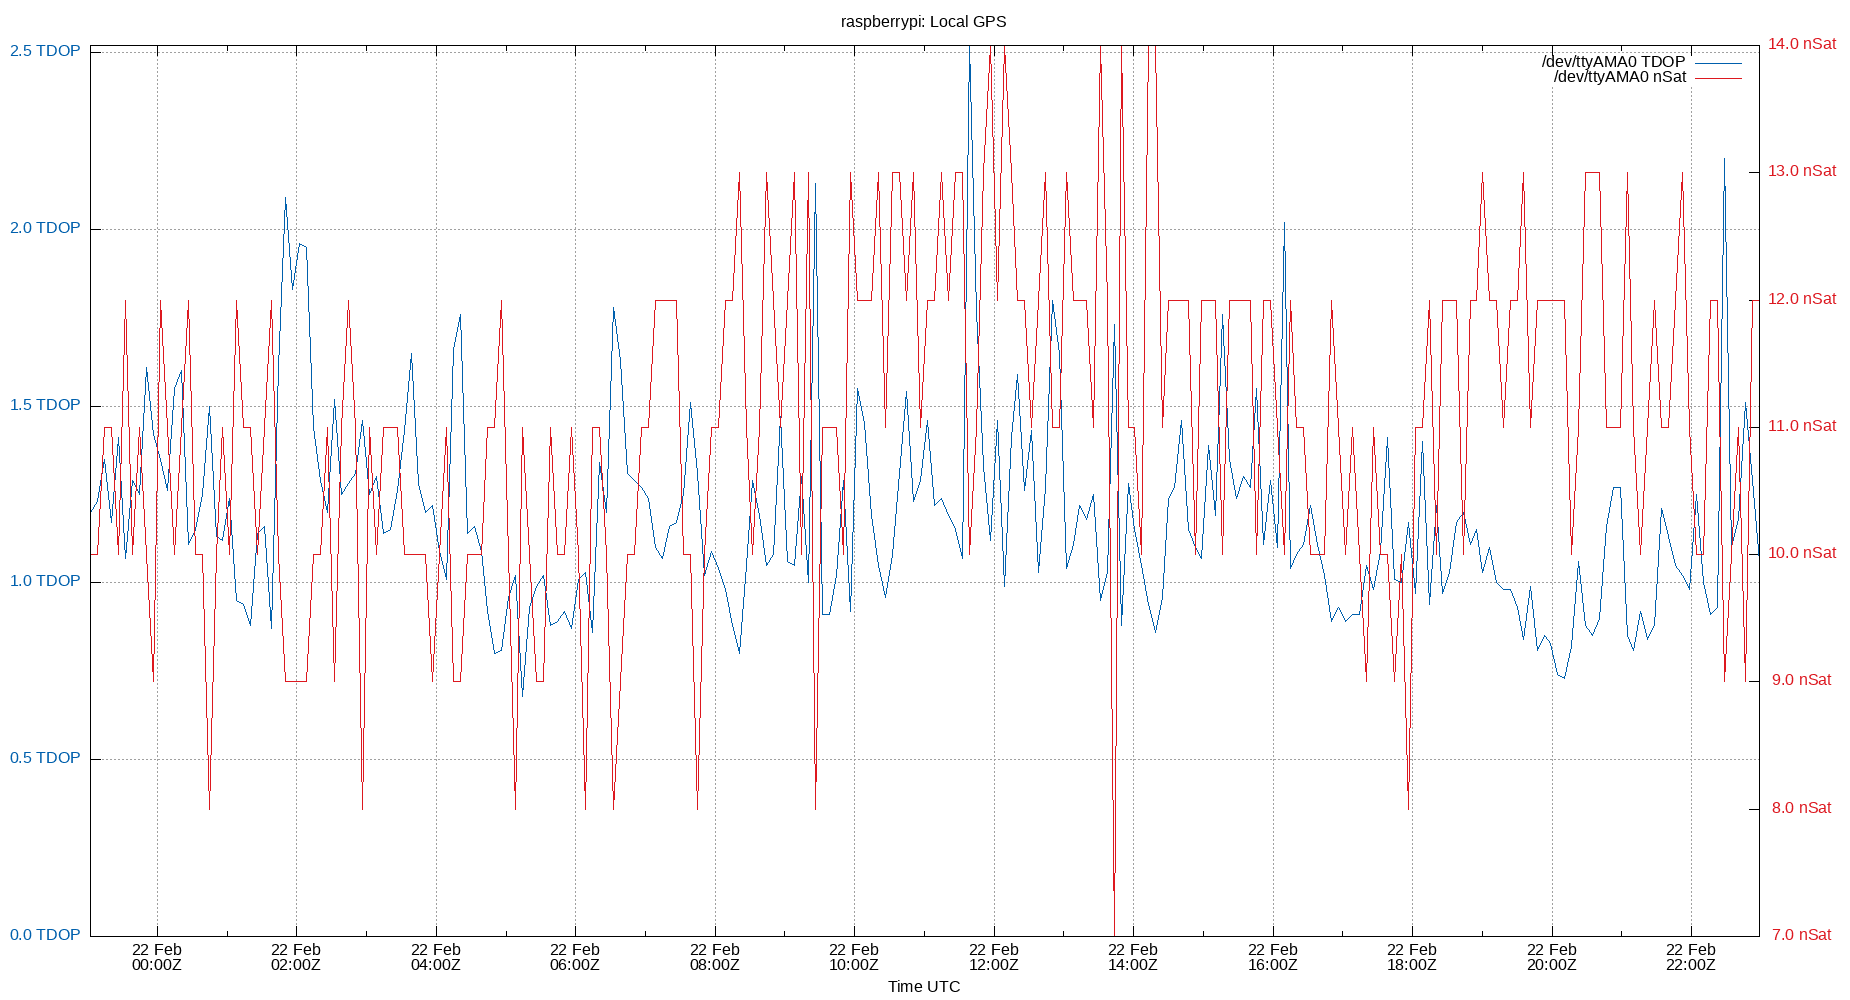 raspberrypi: Local GPS
2.5 TDOP
2.0 TDOP
1.5 TDOP
1.0 TDOP
0.5 TDOP
0.0 TDOP
14.0 nSat
13.0 nSat
12.0 nSat
11.0 nSat
10.0 nSat
9.0 nSat
8.0 nSat
7.0 nSat
/dev/ttyAMA0 TDOP
/dev/ttyAMA0 nSat
22 Feb 22 Feb 22 Feb 22 Feb 22 Feb 22 Feb 22 Feb 22 Feb 22 Feb 22 Feb 22 Feb 22 Feb
00:00Z 02:00Z 04:00Z 06:00Z 08:00Z 10:00Z 12:00Z 14:00Z 16:00Z 18:00Z 20:00Z 22:00Z
Time UTC